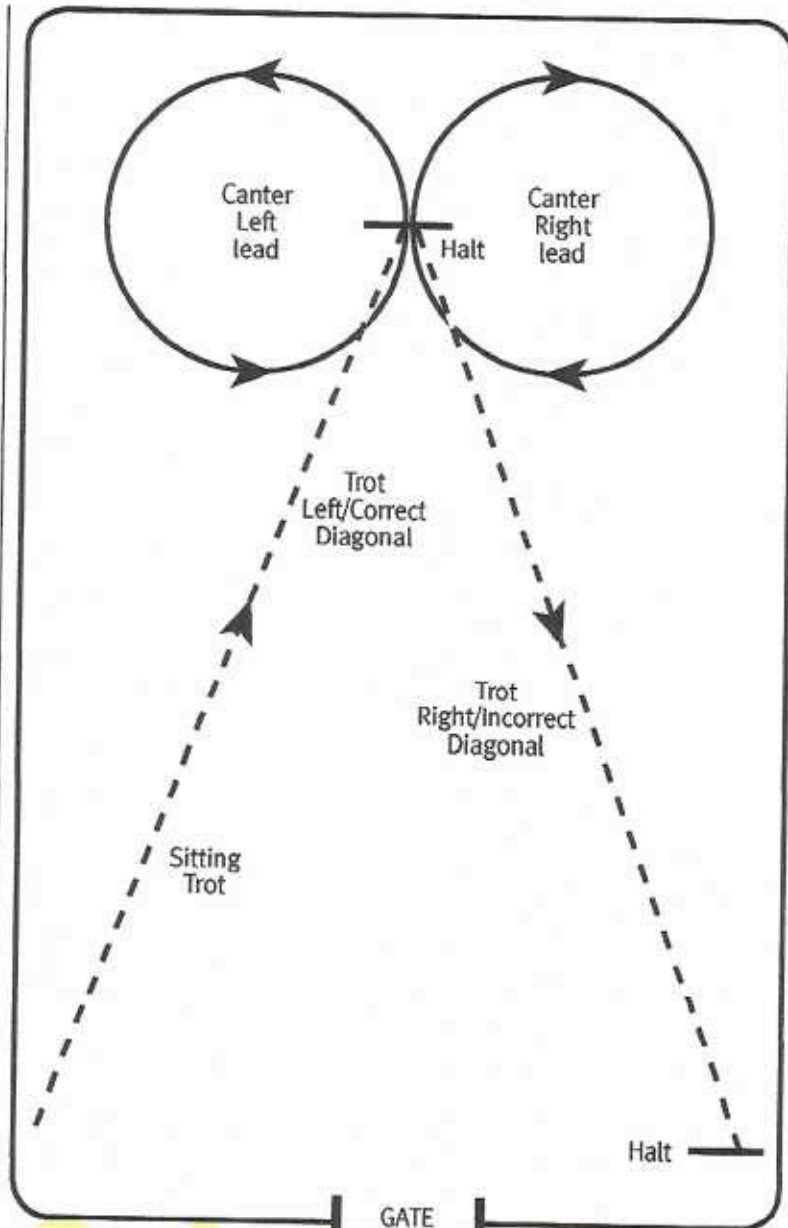 Canter
Left
lead
Canter
Right
lead
Halt
Trot
Left/Correct
Diagonal
Trot
Right/Incorrect
Diagonal
Sitting
Trot
Halt
GATE